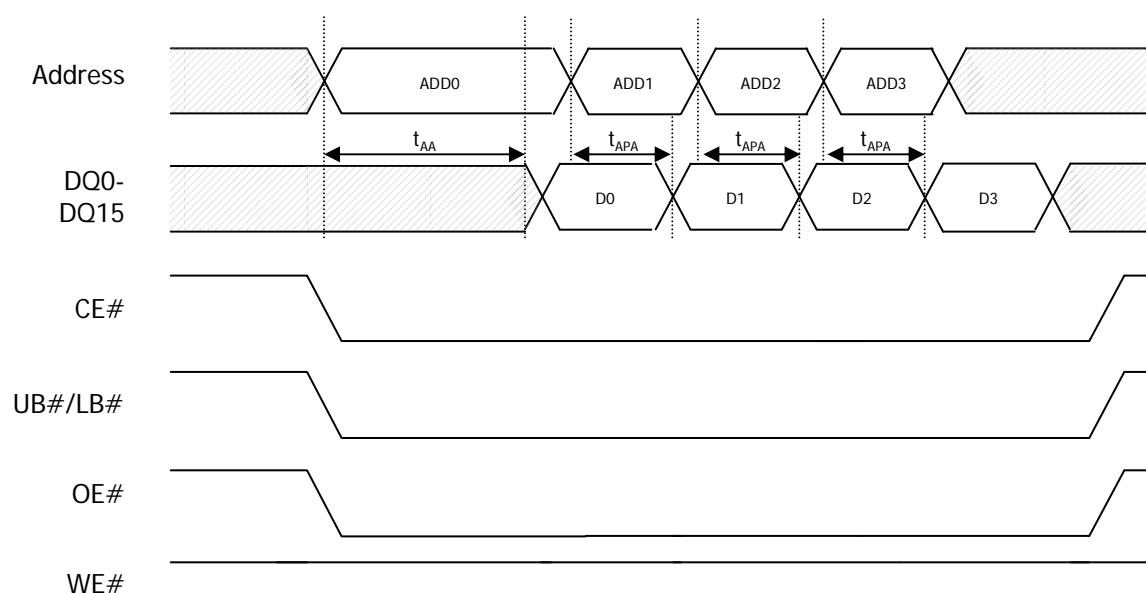 Address
ADD0 ADD1 ADD2 ADD3
tAA tAPA tAPA tAPA
DQ0-
DQ15
D0 D1 D2 D3
CE#
UB#/LB#
OE#
WE#